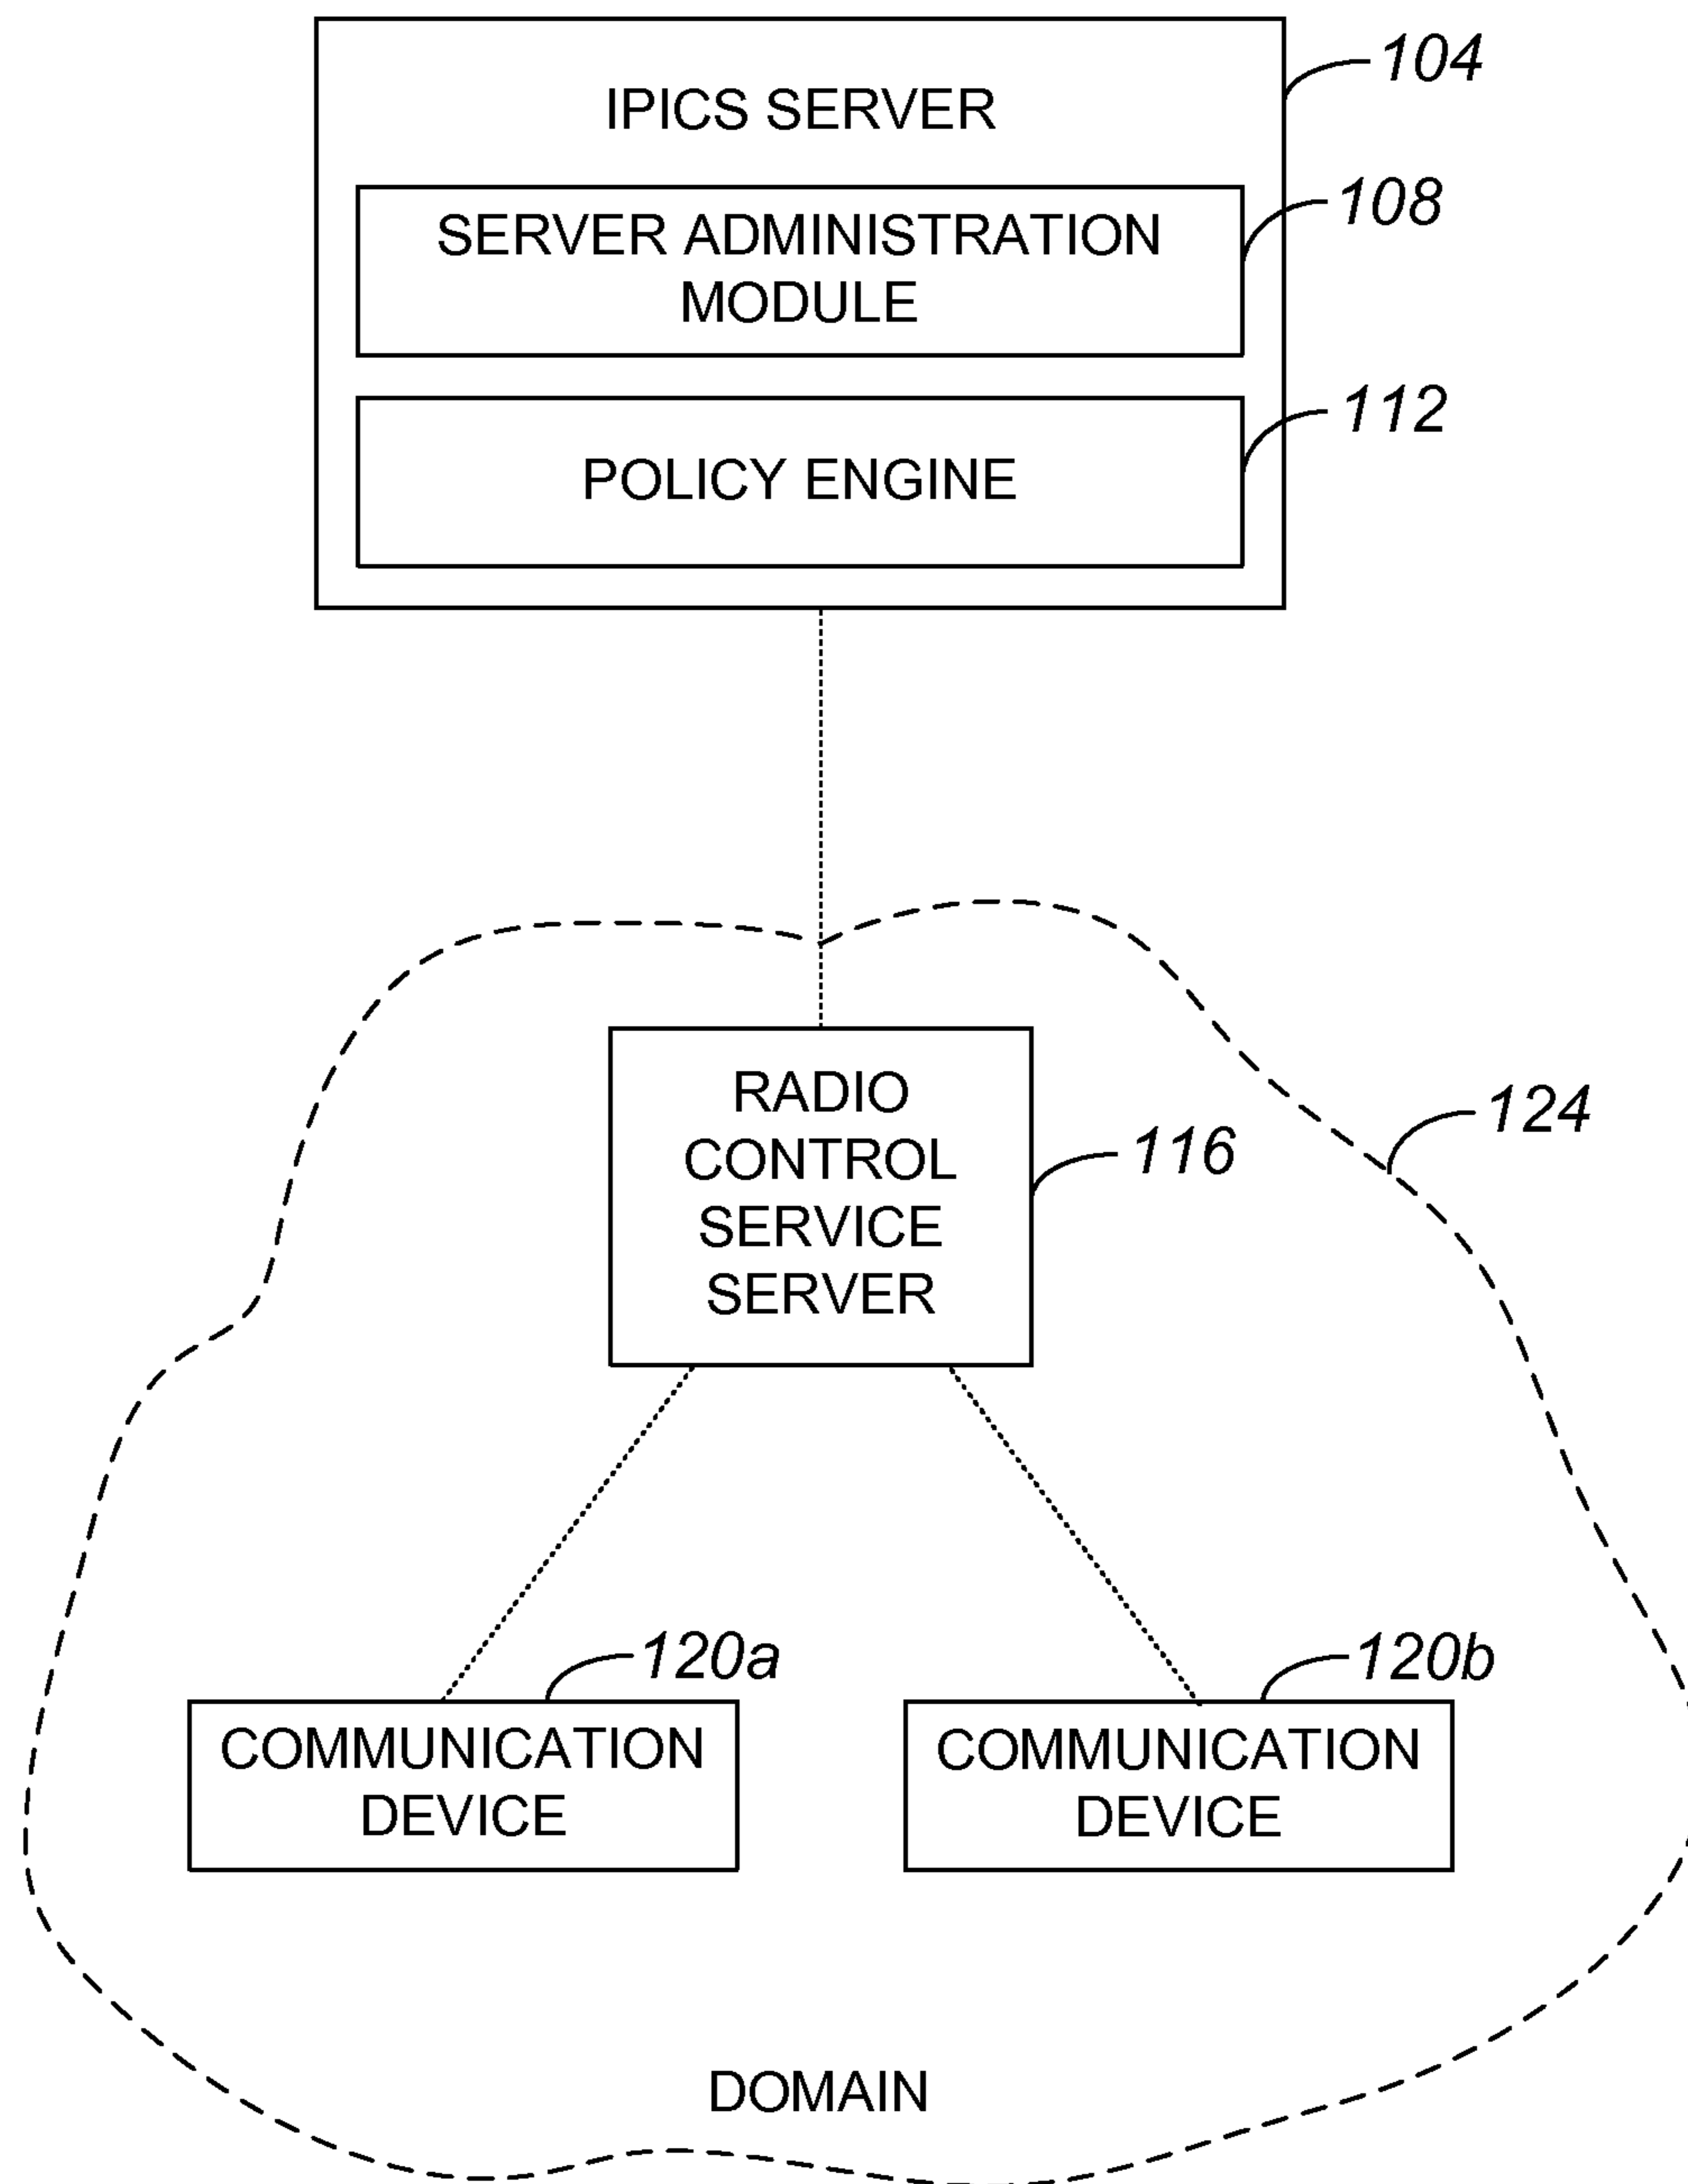 104
IPICS SERVER
108
SERVER ADMINISTRATION
MODULE
112
POLICY ENGINE
RADIO
CONTROL
SERVICE
SERVER
124
116
120a
120b
COMMUNICATION
DEVICE
COMMUNICATION
DEVICE
DOMAIN